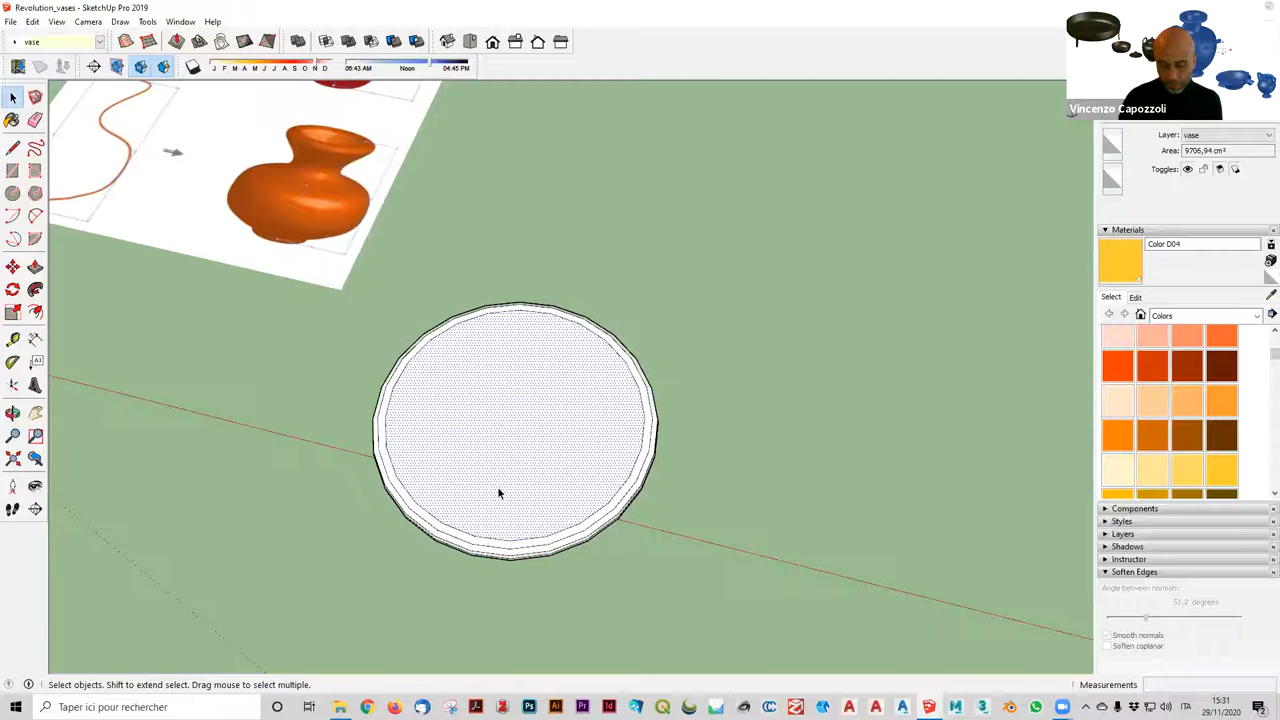 Revolution_vases - SketchUp Pro 2019
File Edit View Camera Draw Tools Window Help
vase
J F M A M J J A S O N D
06:43 AM Noon 04:45 PM
Vincenzo Capozzoli
Layer: vase
Area: 9706,94 cm²
Toggles:
Materials
Color D04
Select Edit
Colors
Components
Styles
Layers
Shadows
Instructor
Soften Edges
Angle between normals:
51,2 degrees
Smooth normals
Soften coplanar
Select objects. Shift to extend select. Drag mouse to select multiple.
Measurements
Taper ici pour rechercher
15:31
29/11/2020